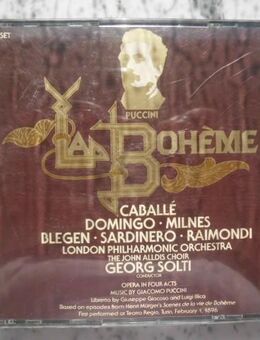 SET
PUCCINI
La Bohème
CABALLÉ
DOMINGO · MILNES
BLEGEN · SARDINERO · RAIMONDI
LONDON PHILHARMONIC ORCHESTRA
THE JOHN ALLDIS CHOIR
GEORG SOLTI
CONDUCTOR
OPERA IN FOUR ACTS
MUSIC BY GIACOMO PUCCINI
Libretto by Giuseppe Giacosa and Luigi Illica
Based on episodes from Henri Murger's Scènes de la vie de Bohème
First performed at Teatro Regio, Turin, February 1, 1896